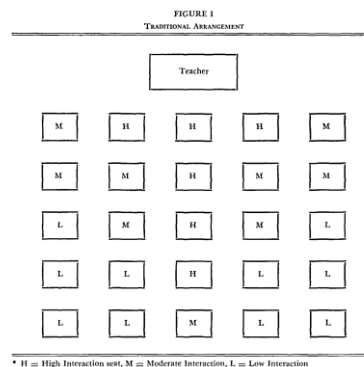 FIGURE 1
TRADITIONAL ARRANGEMENT
Teacher
M H H H M
M M H M M
L M H M L
L L H L L
L L M L L
* H = High Interaction seat, M = Moderate Interaction, L = Low Interaction